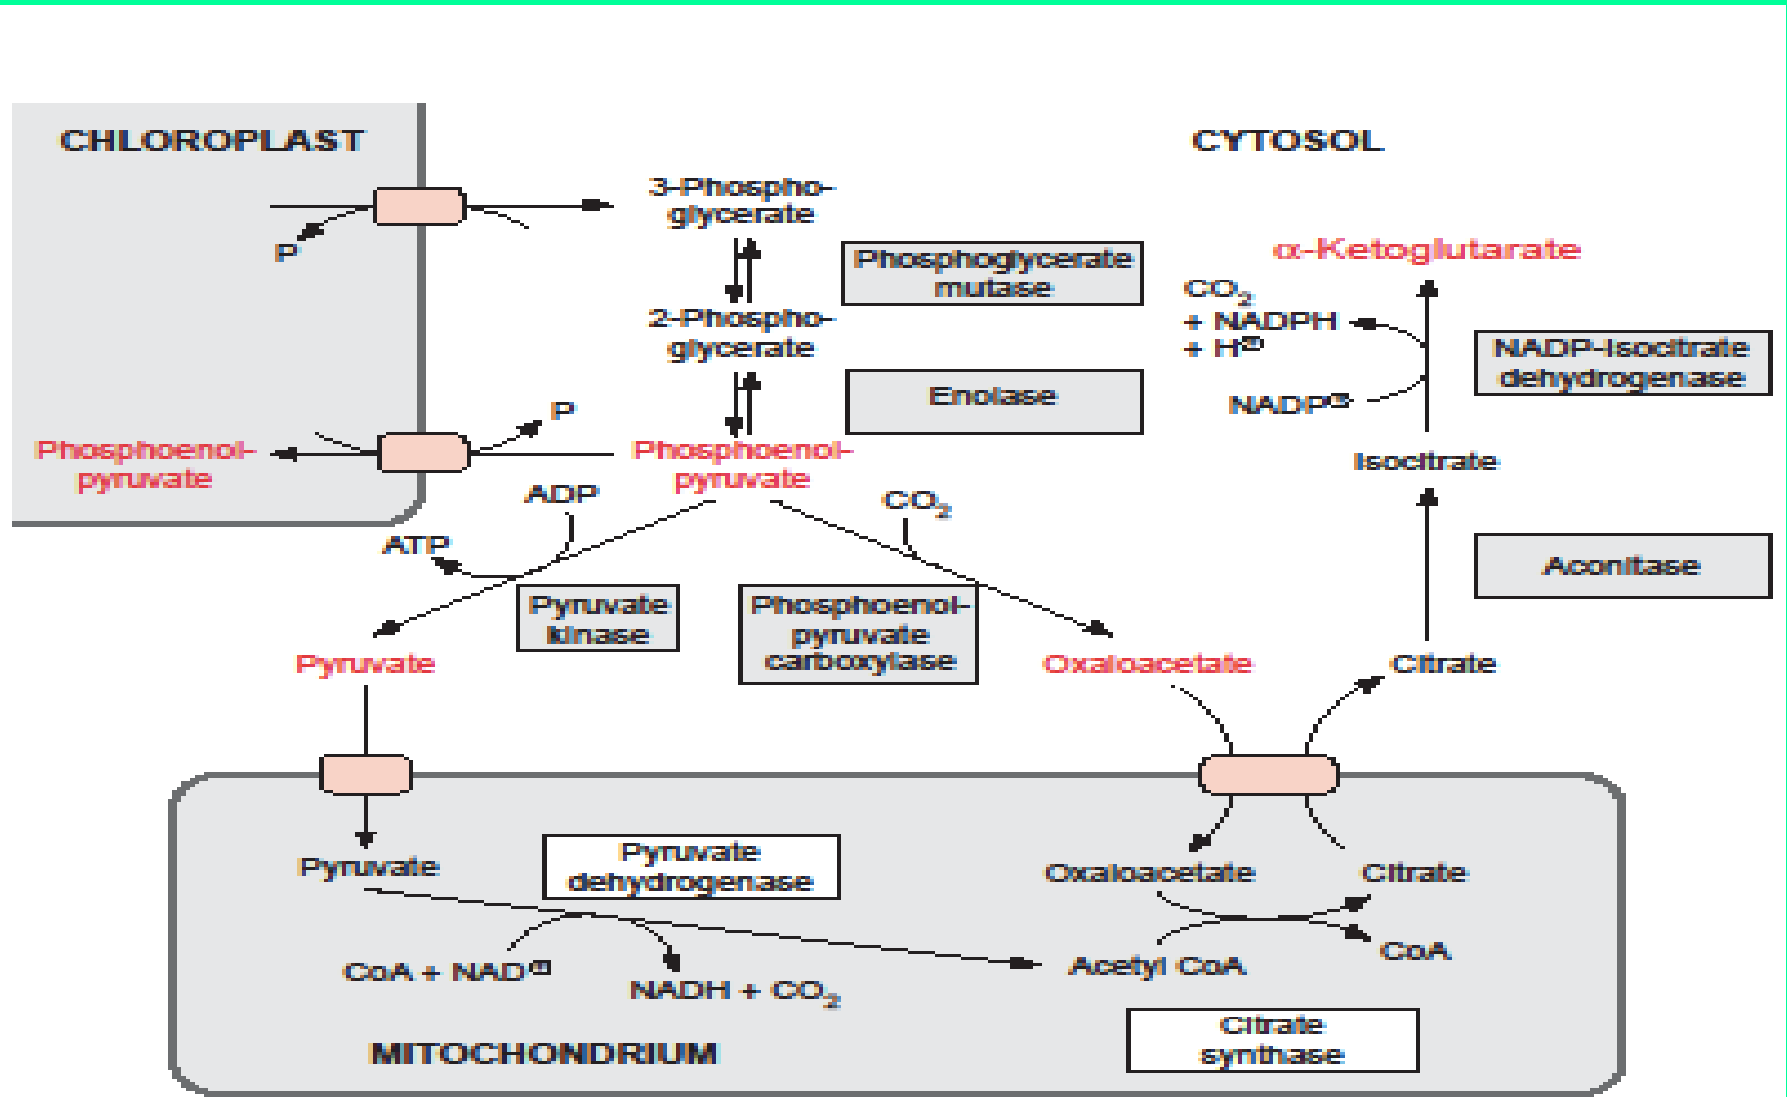 CHLOROPLAST
CYTOSOL
3-Phospho-
glycerate
P
Phosphoglycerate
mutase
α-Ketoglutarate
CO₂
+ NADPH
+ H⊕
NADP⊕
NADP-Isocitrate
dehydrogenase
2-Phospho-
glycerate
Enolase
P
Phosphoenol-
pyruvate
Phosphoenol-
pyruvate
Isocitrate
ADP
CO₂
ATP
Aconitase
Pyruvate
kinase
Phosphoenol-
pyruvate
carboxylase
Pyruvate
Oxaloacetate
Citrate
Pyruvate
Pyruvate
dehydrogenase
Oxaloacetate
Citrate
CoA + NAD⊕
NADH + CO₂
Acetyl CoA
CoA
Citrate
synthase
MITOCHONDRIUM